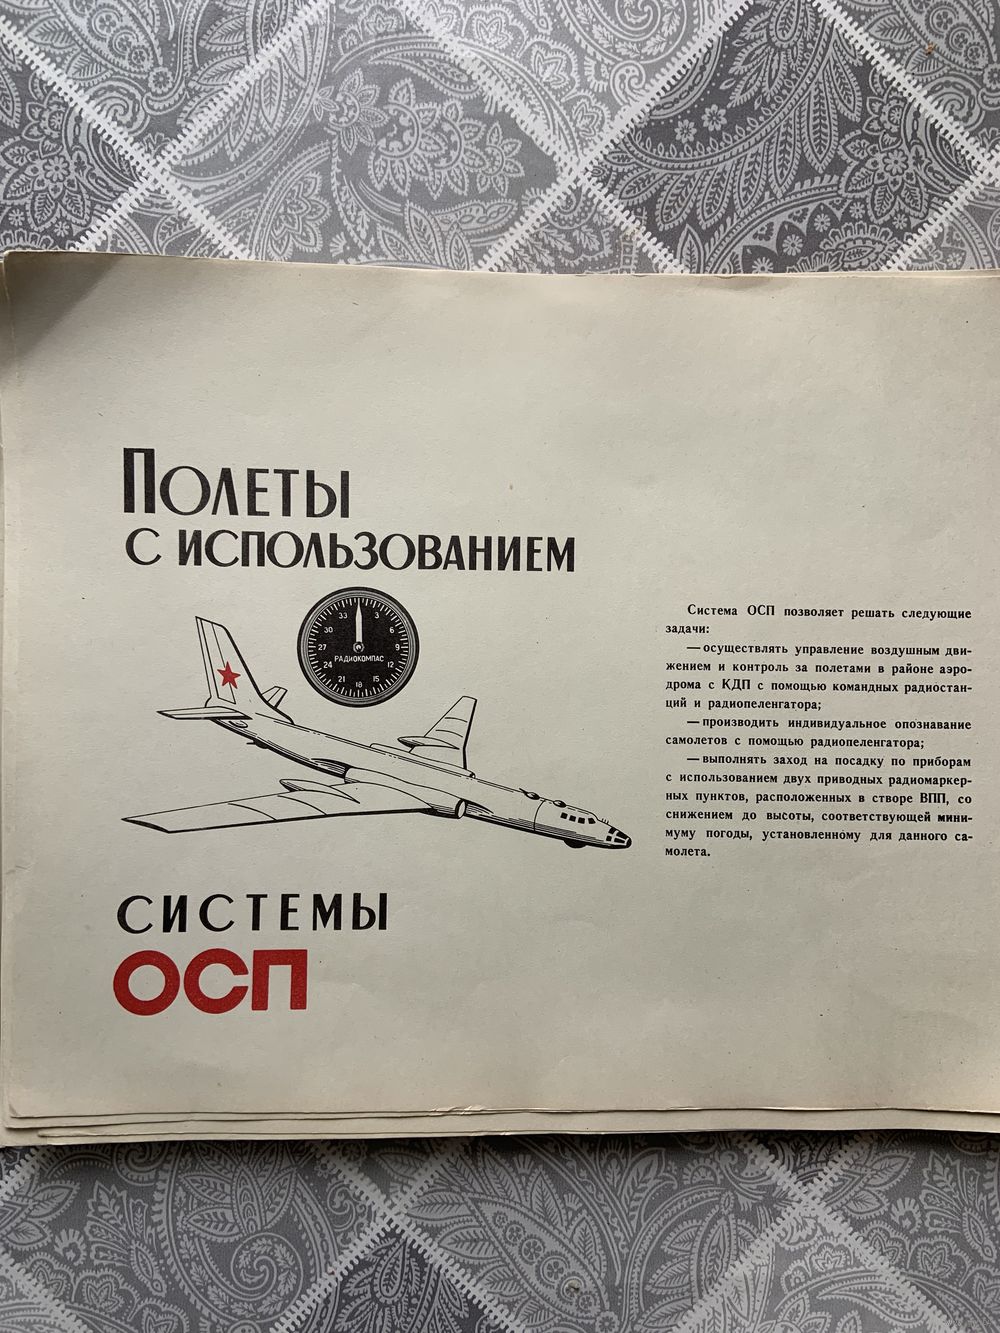 Полеты
с использованием
33
3
30
6
27
9
РАДИОКОМПАС
24
12
21
15
18
системы
ОСП
Система ОСП позволяет решать следующие
задачи:
— осуществлять управление воздушным дви-
жением и контроль за полетами в районе аэро-
дрома с КДП с помощью командных радиостан-
ций и радиопеленгатора;
— производить индивидуальное опознавание
самолетов с помощью радиопеленгатора;
— выполнять заход на посадку по приборам
с использованием двух приводных радиомаркер-
ных пунктов, расположенных в створе ВПП, со
снижением до высоты, соответствующей мини-
муму погоды, установленному для данного са-
молета.